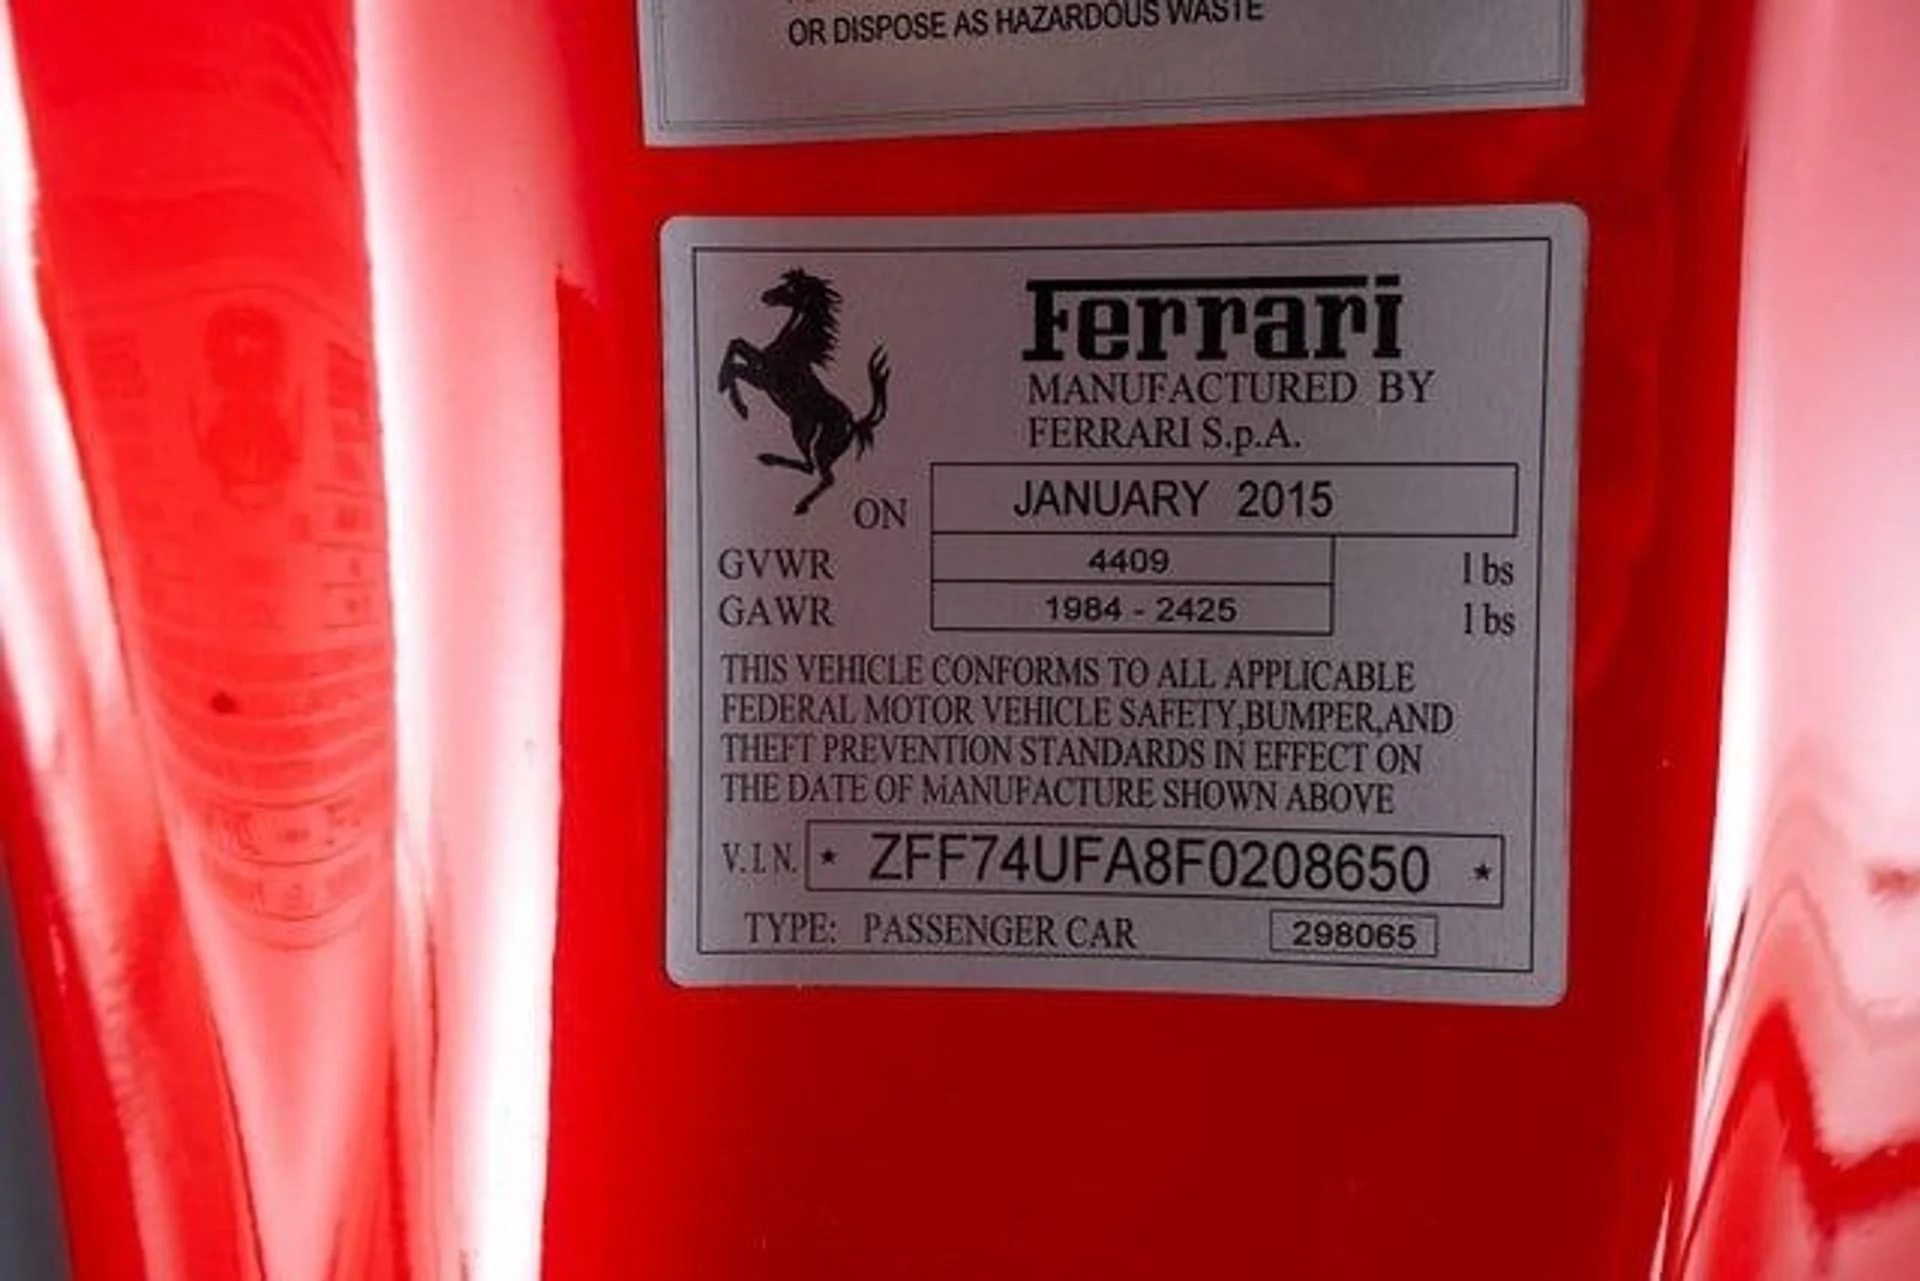 OR DISPOSE AS HAZARDOUS WASTE
Ferrari
MANUFACTURED BY
FERRARI S.p.A.
ON JANUARY 2015
GVWR 4409 lbs
GAWR 1984 - 2425 lbs
THIS VEHICLE CONFORMS TO ALL APPLICABLE
FEDERAL MOTOR VEHICLE SAFETY,BUMPER,AND
THEFT PREVENTION STANDARDS IN EFFECT ON
THE DATE OF MANUFACTURE SHOWN ABOVE
V.I.N. * ZFF74UFA8F0208650 *
TYPE: PASSENGER CAR 298065